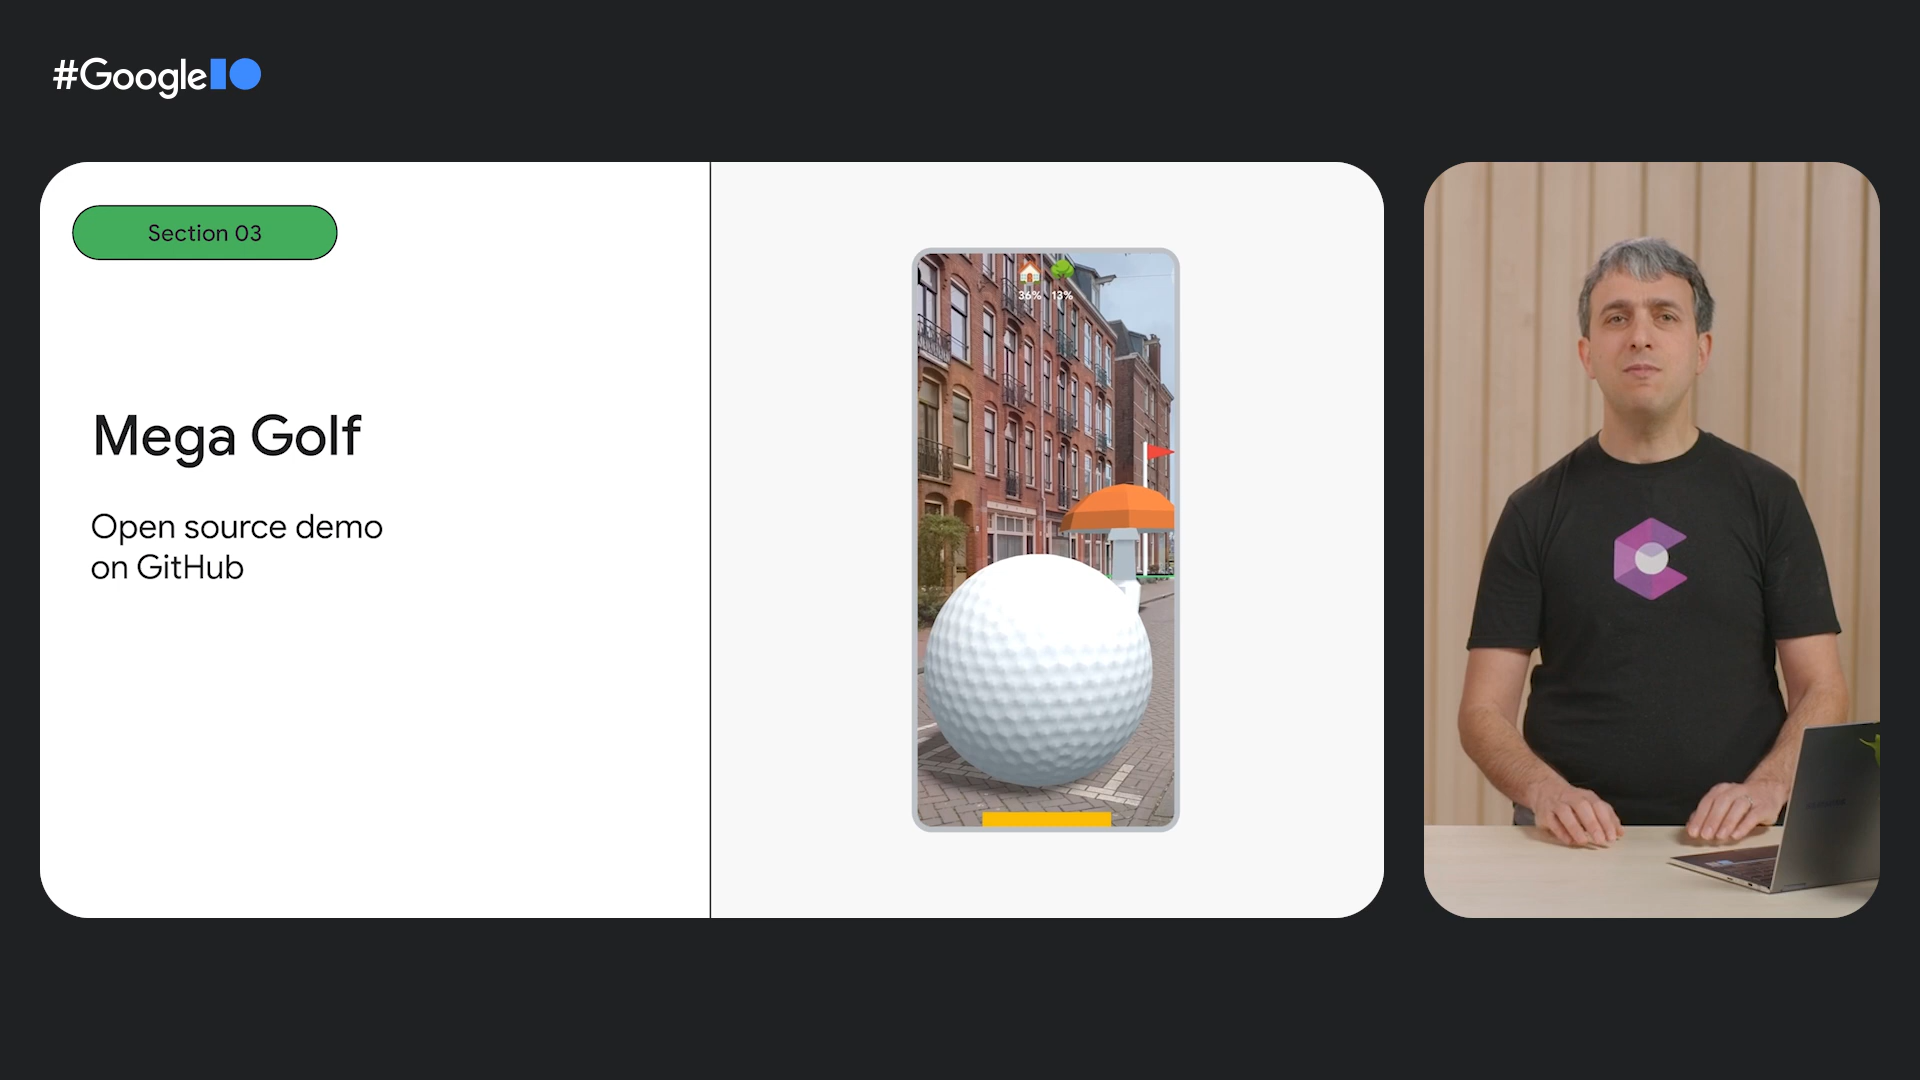 #GoogleIO
Section 03
36% 13%
Mega Golf
Open source demo
on GitHub